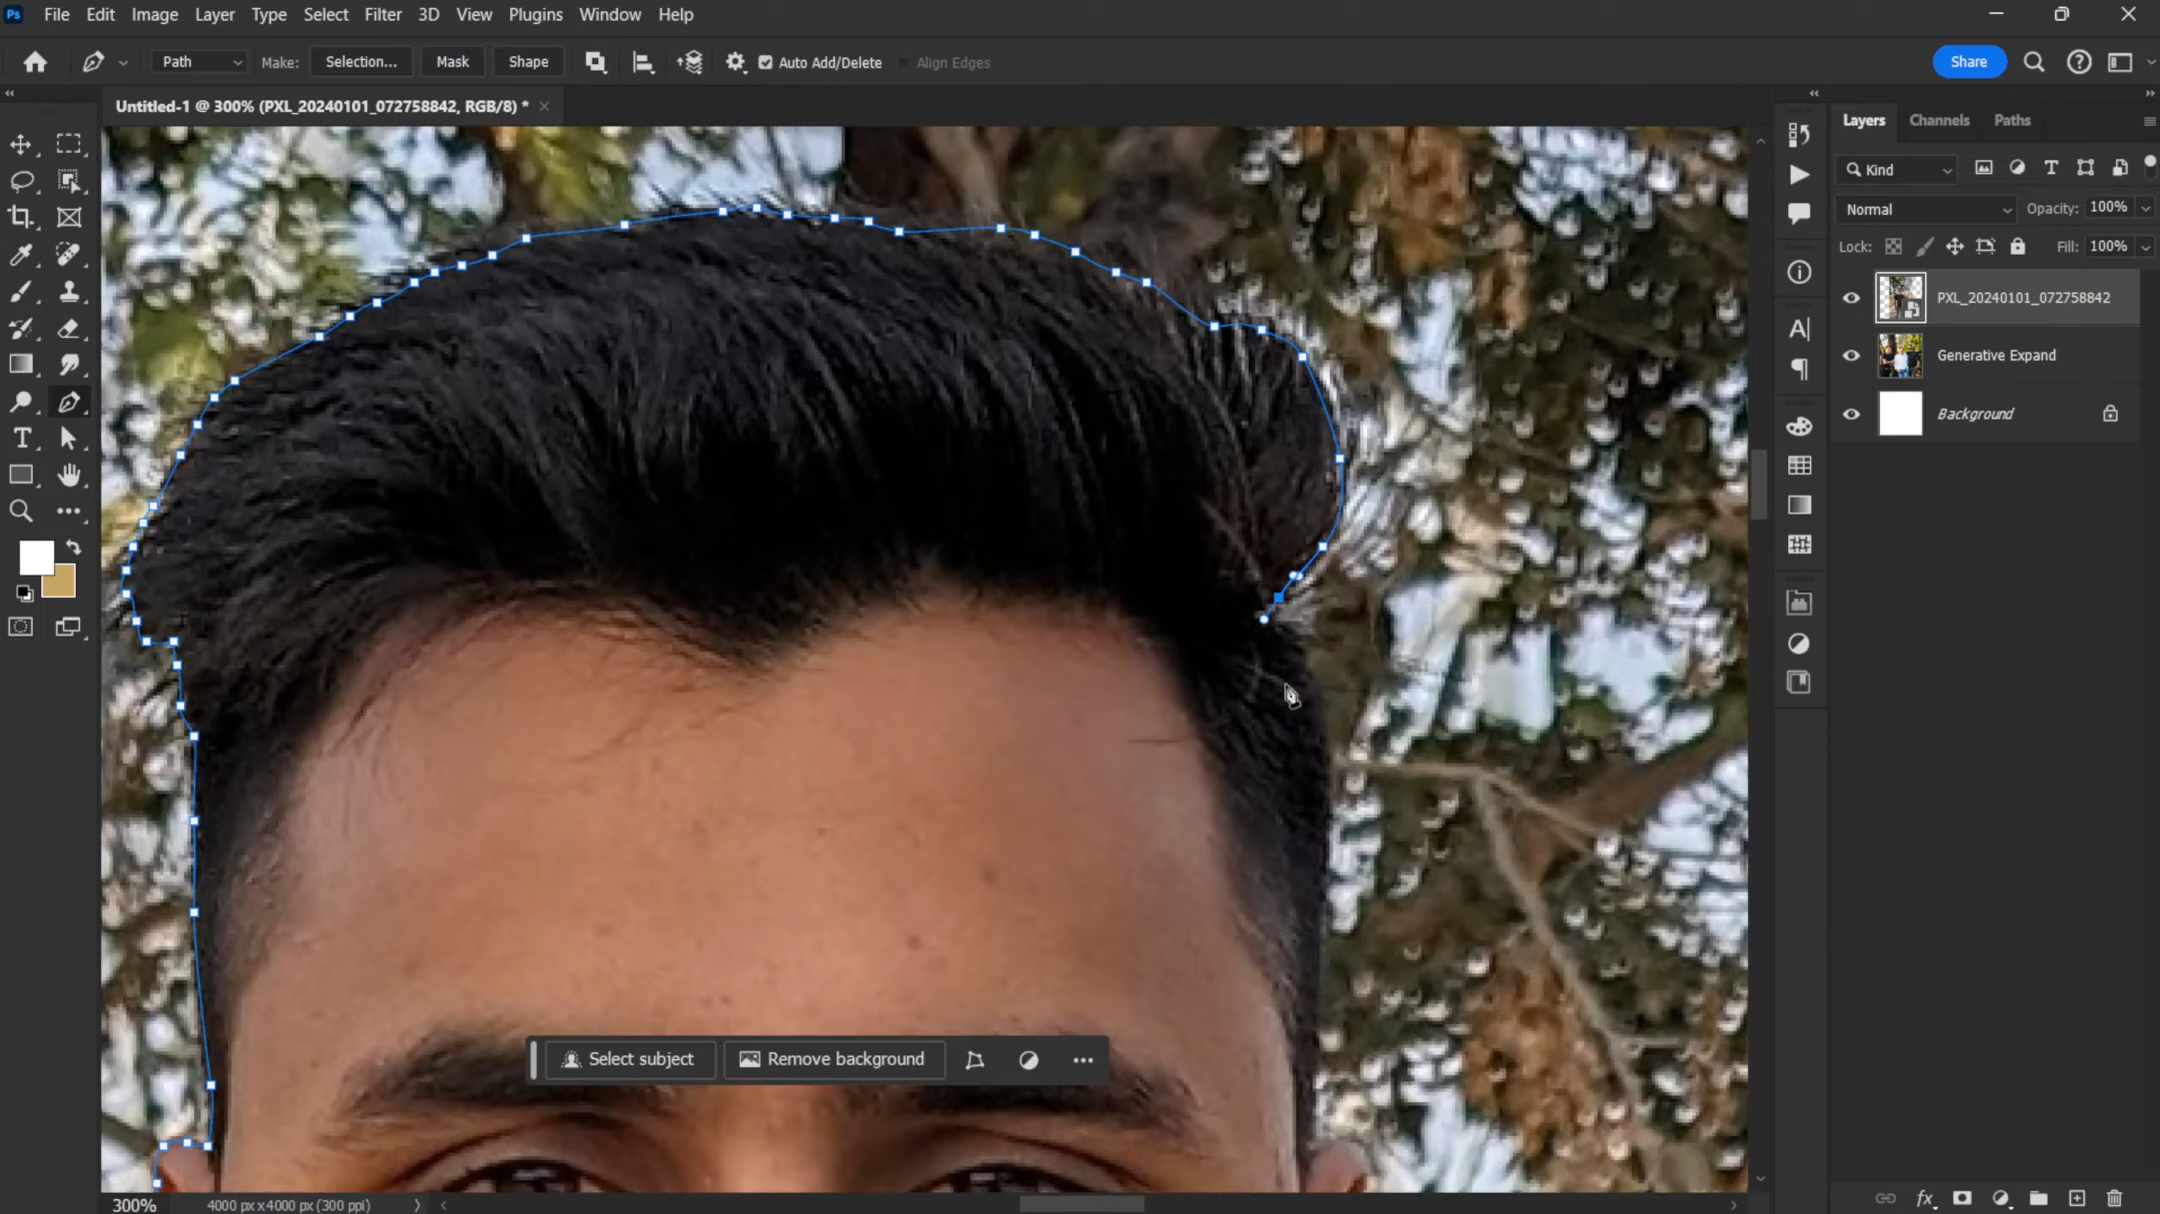 Ps File Edit Image Layer Type Select Filter 3D View Plugins Window Help
Path Make: Selection... Mask Shape Auto Add/Delete Align Edges Share
Untitled-1 @ 300% (PXL_20240101_072758842, RGB/8) *
Layers Channels Paths
Kind
Normal Opacity: 100%
Lock: Fill: 100%
PXL_20240101_072758842
Generative Expand
Background
Select subject Remove background
300% 4000 px x 4000 px (300 ppi)